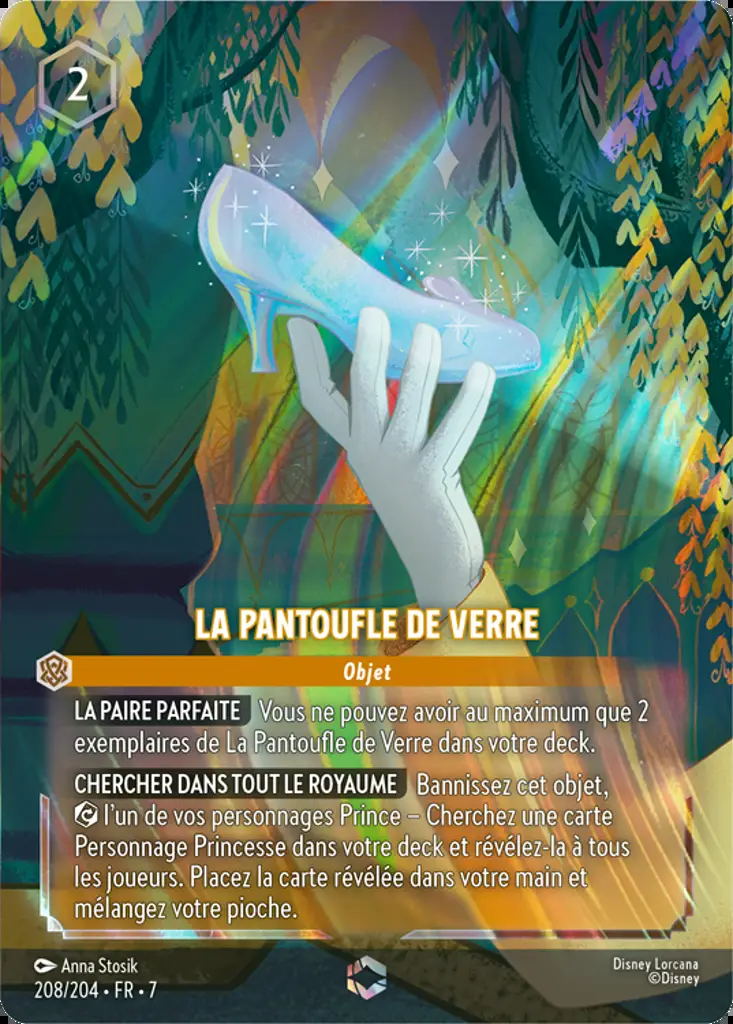 2
LA PANTOUFLE DE VERRE
Objet
LA PAIRE PARFAITE Vous ne pouvez avoir au maximum que 2
exemplaires de La Pantoufle de Verre dans votre deck.
CHERCHER DANS TOUT LE ROYAUME Bannissez cet objet,
l'un de vos personnages Prince – Cherchez une carte
Personnage Princesse dans votre deck et révélez-la à tous
les joueurs. Placez la carte révélée dans votre main et
mélangez votre pioche.
Anna Stosik
Disney Lorcana
208/204 • FR • 7
©Disney